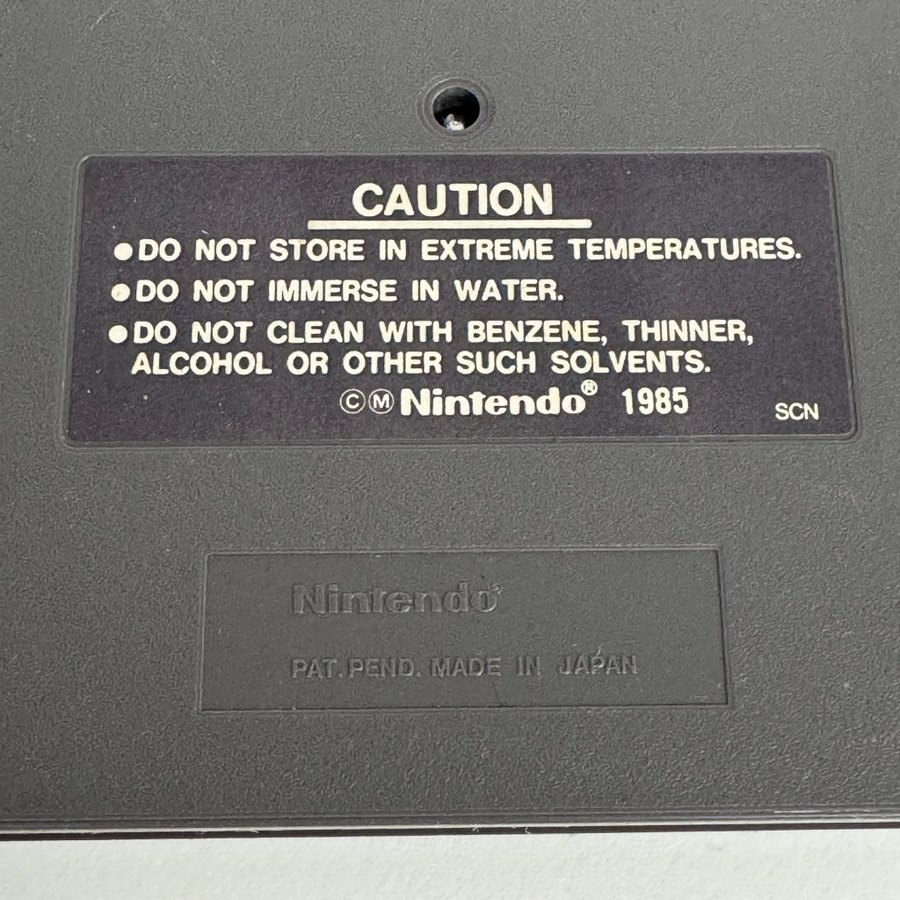 CAUTION
●DO NOT STORE IN EXTREME TEMPERATURES.
●DO NOT IMMERSE IN WATER.
●DO NOT CLEAN WITH BENZENE, THINNER,
ALCOHOL OR OTHER SUCH SOLVENTS.
ⒸⓂNintendo® 1985
SCN
Nintendo®
PAT. PEND. MADE IN JAPAN